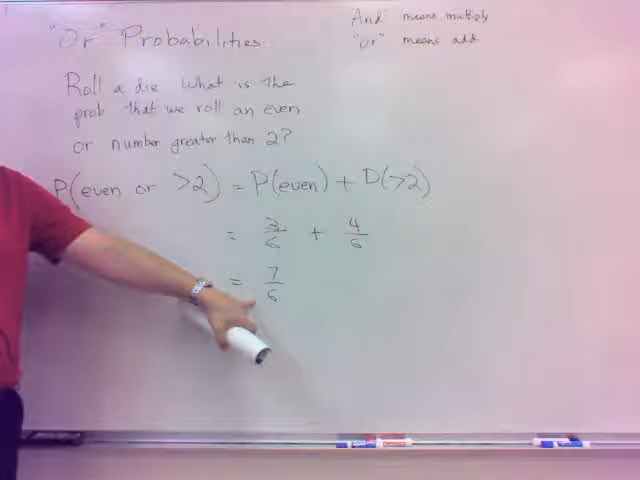 "Or" Probabilities
And means multiply
"or" means add
Roll a die What is the
prob that we roll an even
or number greater than 2?
P(even or >2) = P(even) + P(>2)
= 3/6 + 4/6
= 7/6